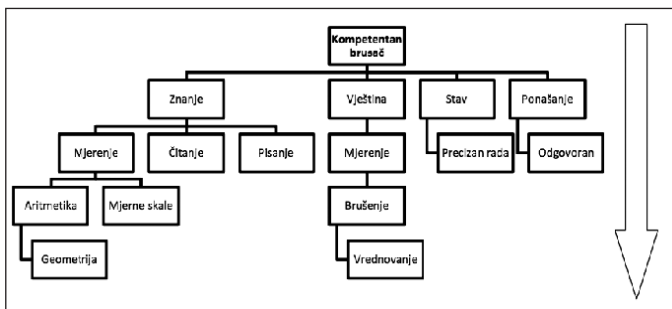 Kompetentan
brusač
Znanje
Vještina
Stav
Ponašanje
Mjerenje
Čitanje
Pisanje
Mjerenje
Precizan rada
Odgovoran
Aritmetika
Mjerne skale
Brušenje
Geometrija
Vrednovanje